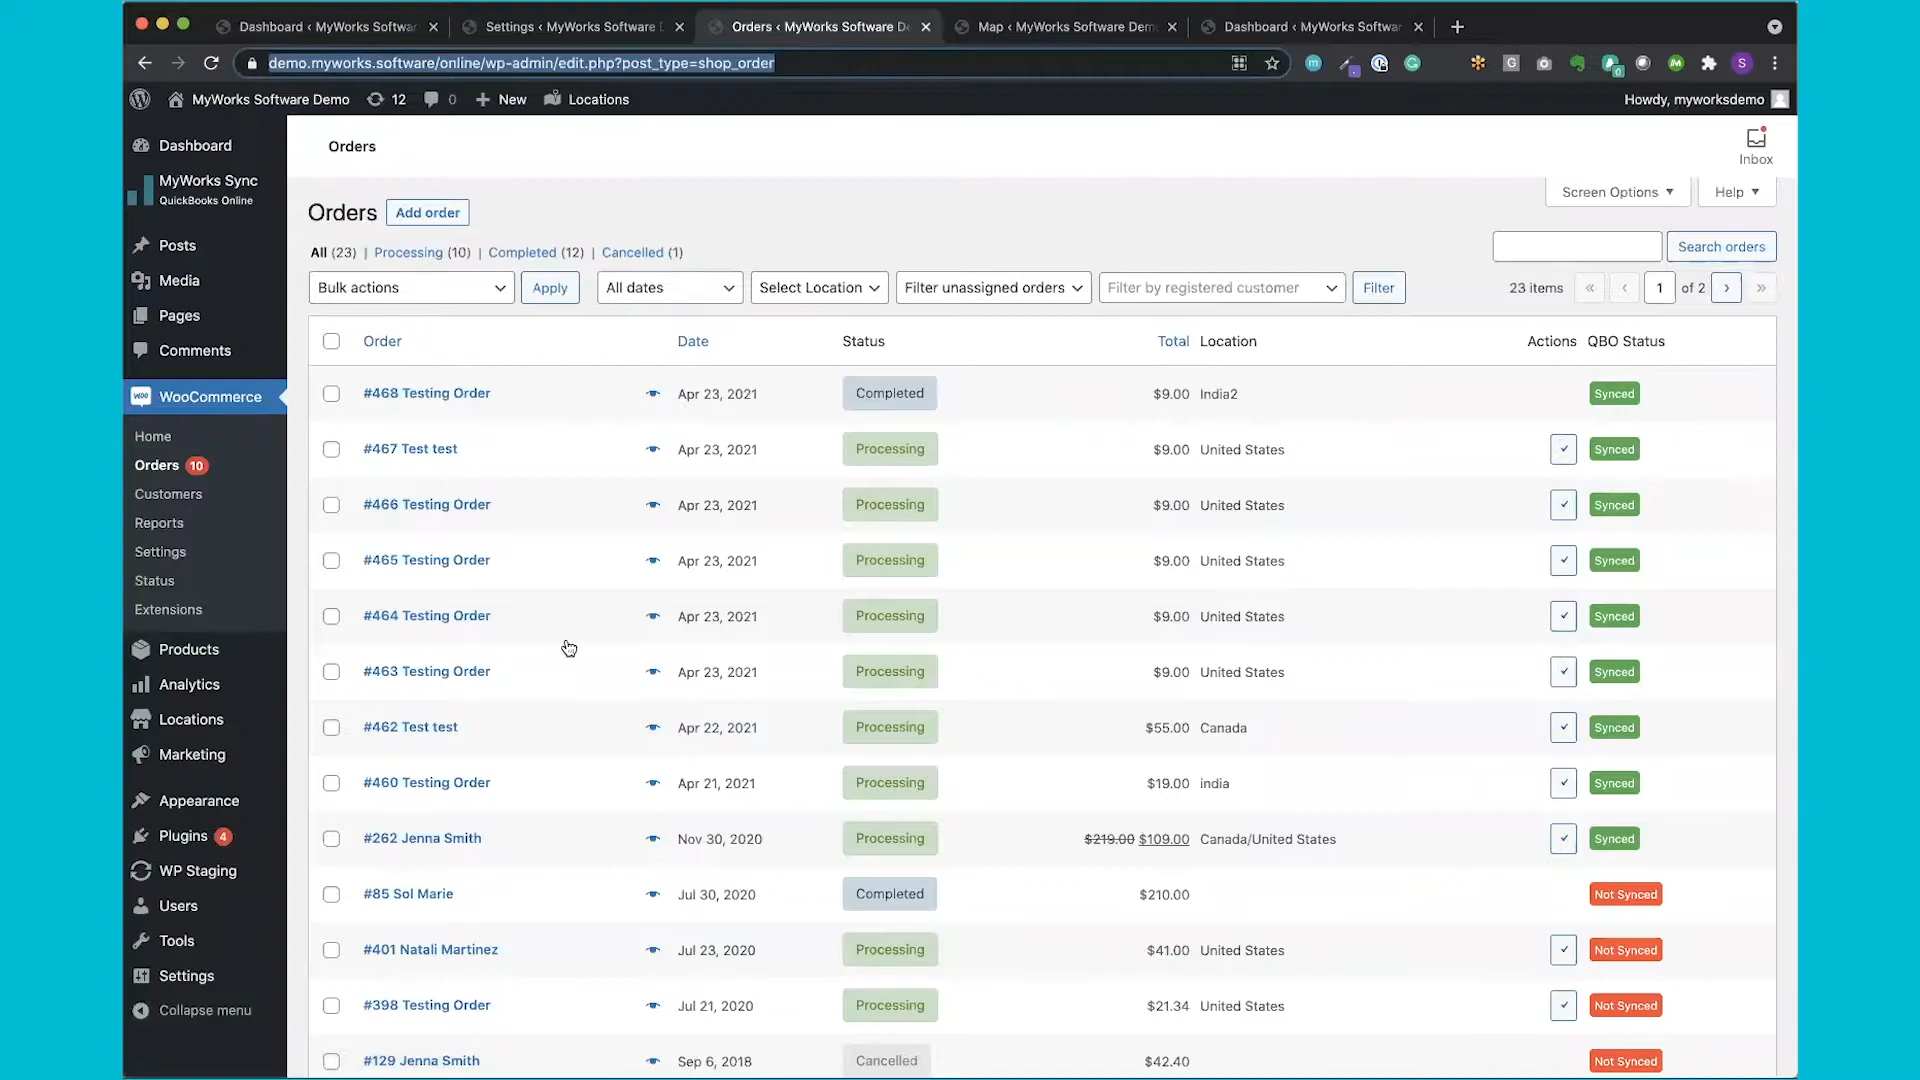 Dashboard ‹ MyWorks Softwar
Settings ‹ MyWorks Software
Orders ‹ MyWorks Software De
Map ‹ MyWorks Software Dem
Dashboard ‹ MyWorks Softwar
demo.myworks.software/online/wp-admin/edit.php?post_type=shop_order
MyWorks Software Demo 12 0 New Locations
Howdy, myworksdemo
Dashboard
MyWorks Sync
QuickBooks Online
Posts
Media
Pages
Comments
WooCommerce
Home
Orders 10
Customers
Reports
Settings
Status
Extensions
Products
Analytics
Locations
Marketing
Appearance
Plugins 4
WP Staging
Users
Tools
Settings
Collapse menu
Orders
Inbox
Screen Options
Help
Orders Add order
All (23) | Processing (10) | Completed (12) | Cancelled (1)
Search orders
Bulk actions Apply All dates Select Location Filter unassigned orders Filter by registered customer Filter 23 items « ‹ 1 of 2 › »
Order Date Status Total Location Actions QBO Status
#468 Testing Order Apr 23, 2021 Completed $9.00 India2 Synced
#467 Test test Apr 23, 2021 Processing $9.00 United States Synced
#466 Testing Order Apr 23, 2021 Processing $9.00 United States Synced
#465 Testing Order Apr 23, 2021 Processing $9.00 United States Synced
#464 Testing Order Apr 23, 2021 Processing $9.00 United States Synced
#463 Testing Order Apr 23, 2021 Processing $9.00 United States Synced
#462 Test test Apr 22, 2021 Processing $55.00 Canada Synced
#460 Testing Order Apr 21, 2021 Processing $19.00 india Synced
#262 Jenna Smith Nov 30, 2020 Processing $219.00 $109.00 Canada/United States Synced
#85 Sol Marie Jul 30, 2020 Completed $210.00 Not Synced
#401 Natali Martinez Jul 23, 2020 Processing $41.00 United States Not Synced
#398 Testing Order Jul 21, 2020 Processing $21.34 United States Not Synced
#129 Jenna Smith Sep 6, 2018 Cancelled $42.40 Not Synced